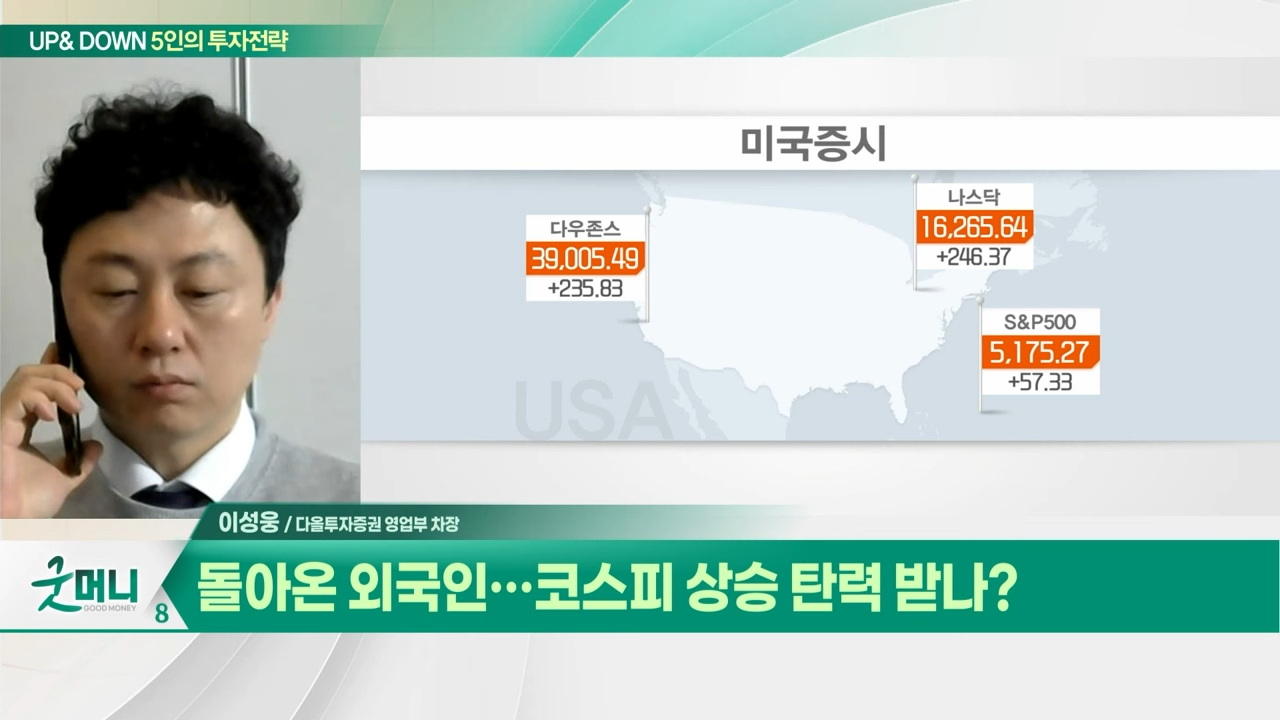 UP& DOWN 5인의 투자전략
미국증시
다우존스
39,005.49
+235.83
나스닥
16,265.64
+246.37
S&P500
5,175.27
+57.33
USA
이성웅 / 다올투자증권 영업부 차장
굿머니
GOOD MONEY
8
돌아온 외국인…코스피 상승 탄력 받나?